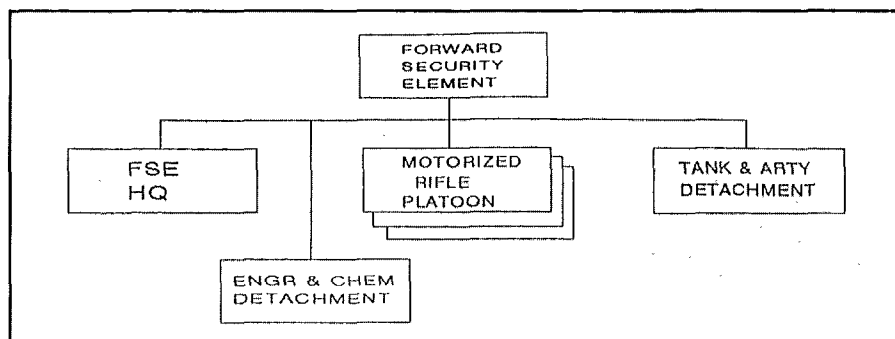 FORWARD
SECURITY
ELEMENT
FSE
HQ
MOTORIZED
RIFLE
PLATOON
TANK & ARTY
DETACHMENT
ENGR & CHEM
DETACHMENT